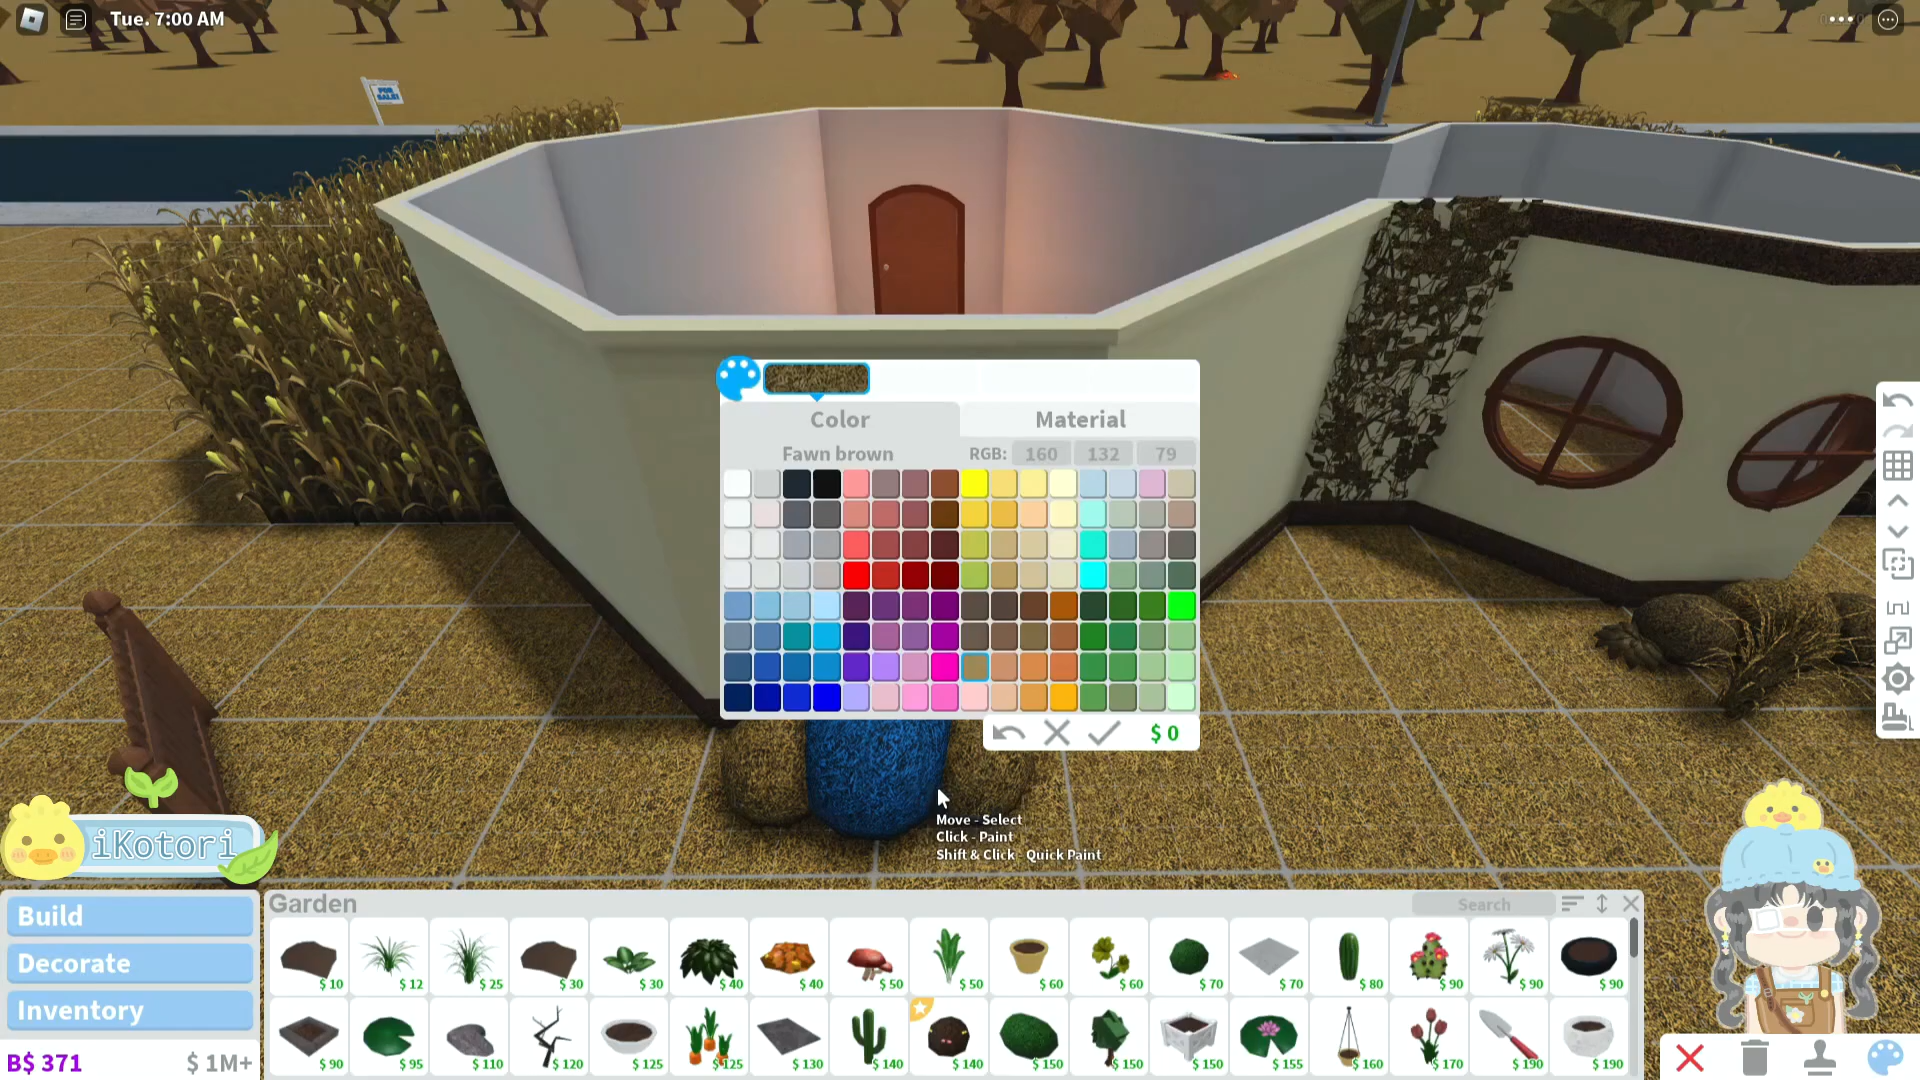 Tue. 7:00 AM
FOR SALE!
Color
Material
Fawn brown
RGB: 160 132 79
$ 0
Move - Select
Click - Paint
Shift & Click - Quick Paint
iKotori
Build
Decorate
Inventory
B$ 371
$ 1M+
Garden
Search
$ 10
$ 12
$ 25
$ 30
$ 30
$ 40
$ 40
$ 50
$ 50
$ 60
$ 60
$ 70
$ 70
$ 80
$ 90
$ 90
$ 90
$ 90
$ 95
$ 110
$ 120
$ 125
$ 125
$ 130
$ 140
$ 140
$ 150
$ 150
$ 150
$ 155
$ 160
$ 170
$ 190
$ 190